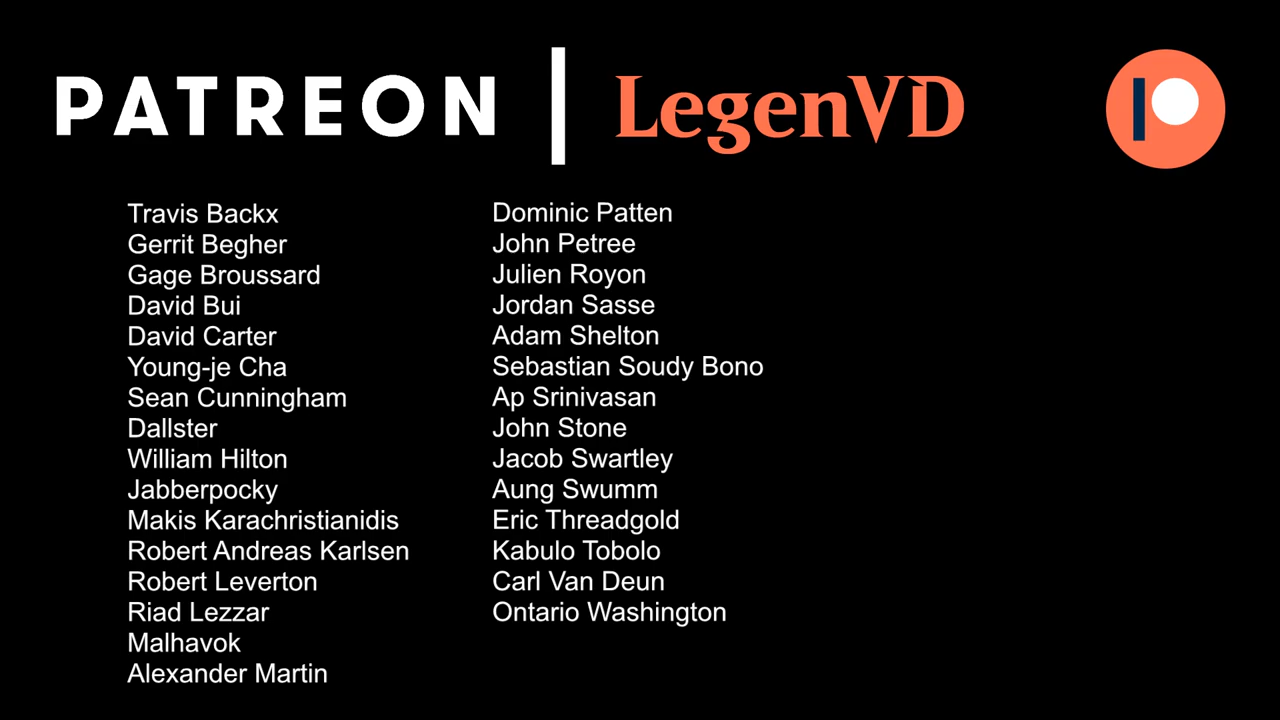 PATREON | LegenVD
Travis Backx
Gerrit Begher
Gage Broussard
David Bui
David Carter
Young-je Cha
Sean Cunningham
Dallster
William Hilton
Jabberpocky
Makis Karachristianidis
Robert Andreas Karlsen
Robert Leverton
Riad Lezzar
Malhavok
Alexander Martin
Dominic Patten
John Petree
Julien Royon
Jordan Sasse
Adam Shelton
Sebastian Soudy Bono
Ap Srinivasan
John Stone
Jacob Swartley
Aung Swumm
Eric Threadgold
Kabulo Tobolo
Carl Van Deun
Ontario Washington